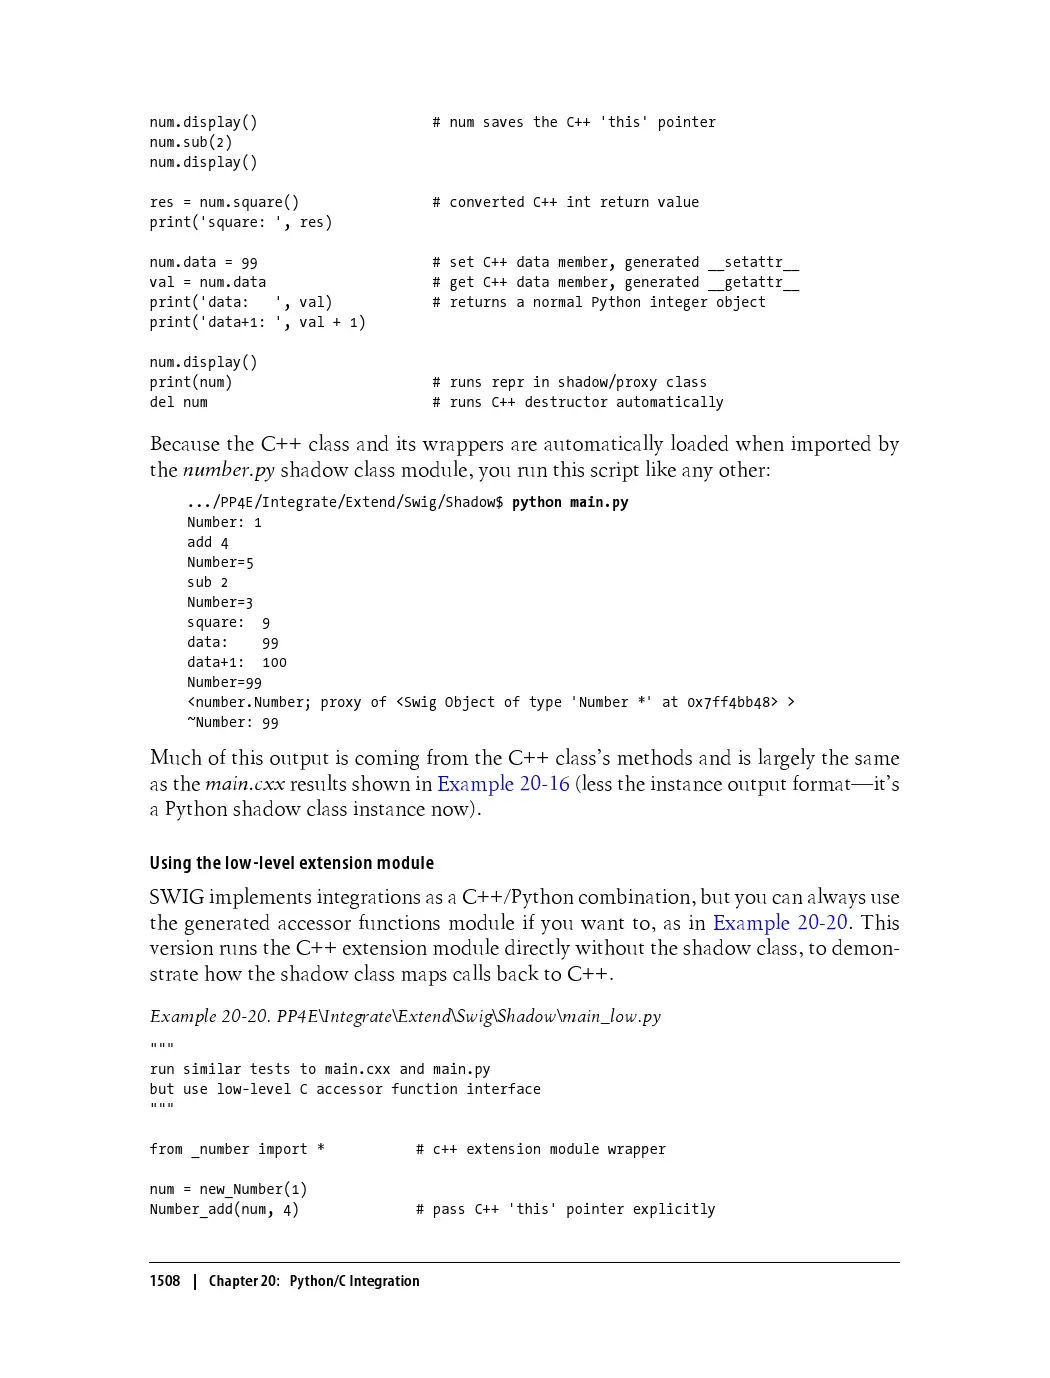 num.display()                     # num saves the C++ 'this' pointer
num.sub(2)
num.display()
res = num.square()                # converted C++ int return value
print('square: ', res)
num.data = 99                     # set C++ data member, generated __setattr__
val = num.data                    # get C++ data member, generated __getattr__
print('data:   ', val)            # returns a normal Python integer object
print('data+1: ', val + 1)
num.display()
print(num)                        # runs repr in shadow/proxy class
del num                           # runs C++ destructor automatically
Because the C++ class and its wrappers are automatically loaded when imported by
the number.py shadow class module, you run this script like any other:
.../PP4E/Integrate/Extend/Swig/Shadow$ python main.py
Number: 1
add 4
Number=5
sub 2
Number=3
square:  9
data:    99
data+1:  100
Number=99
<number.Number; proxy of <Swig Object of type 'Number *' at 0x7ff4bb48> >
~Number: 99
Much of this output is coming from the C++ class’s methods and is largely the same
as the main.cxx results shown in Example 20-16 (less the instance output format—it’s
a Python shadow class instance now).
Using the low-level extension module
SWIG implements integrations as a C++/Python combination, but you can always use
the generated accessor functions module if you want to, as in Example 20-20. This
version runs the C++ extension module directly without the shadow class, to demon-
strate how the shadow class maps calls back to C++.
Example 20-20. PP4E\Integrate\Extend\Swig\Shadow\main_low.py
"""
run similar tests to main.cxx and main.py
but use low-level C accessor function interface
"""
from _number import *           # c++ extension module wrapper
num = new_Number(1)
Number_add(num, 4)              # pass C++ 'this' pointer explicitly
1508 | Chapter 20: Python/C Integration